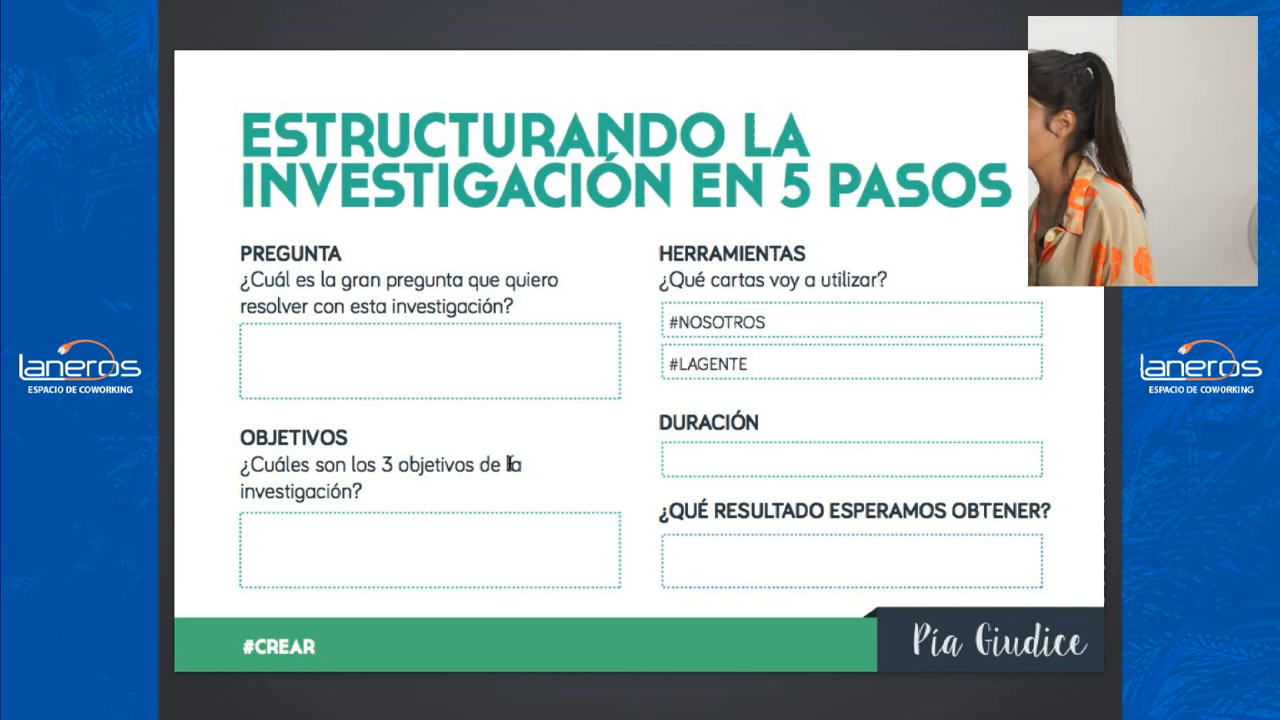 ESTRUCTURANDO LA
INVESTIGACIÓN EN 5 PASOS
PREGUNTA
¿Cuál es la gran pregunta que quiero
resolver con esta investigación?
OBJETIVOS
¿Cuáles son los 3 objetivos de la
investigación?
HERRAMIENTAS
¿Qué cartas voy a utilizar?
#NOSOTROS
#LAGENTE
DURACIÓN
¿QUÉ RESULTADO ESPERAMOS OBTENER?
#CREAR
Pía Giudice
Laneros
ESPACIO DE COWORKING
Laneros
ESPACIO DE COWORKING